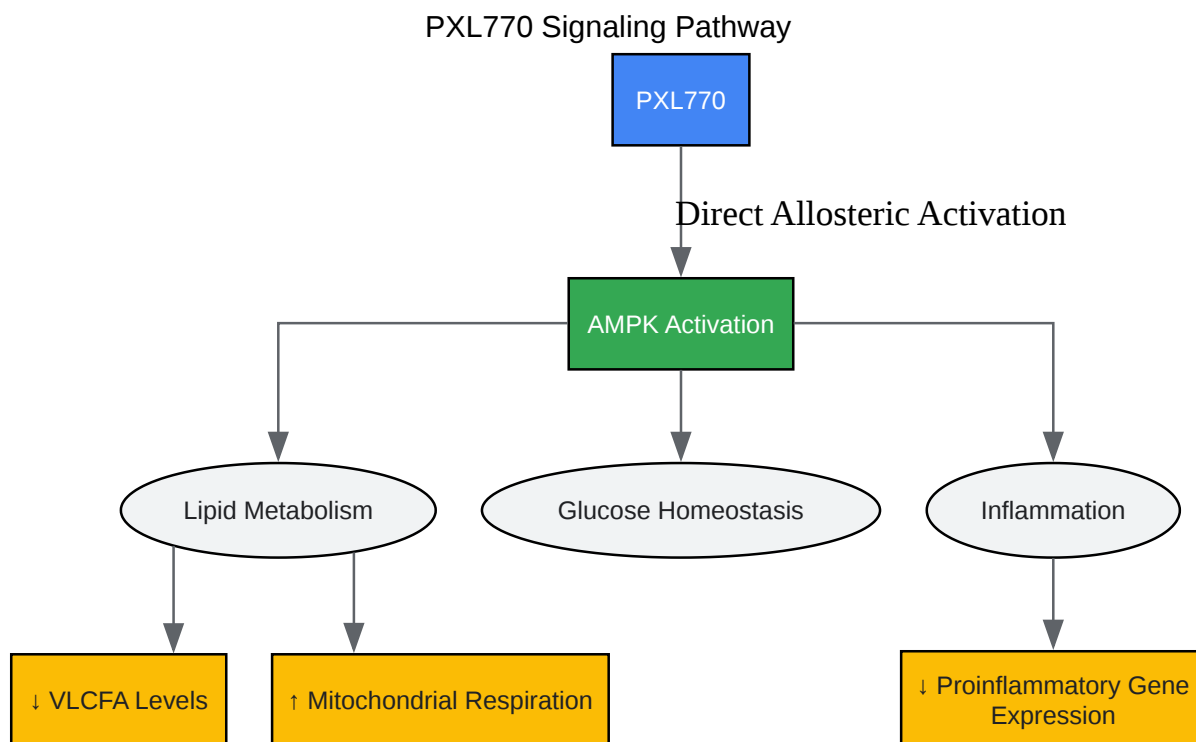 PXL770 Signaling Pathway
PXL770
Direct Allosteric Activation
AMPK Activation
Lipid Metabolism
Glucose Homeostasis
Inflammation
↓ VLCFA Levels
↑ Mitochondrial Respiration
↓ Proinflammatory Gene
Expression